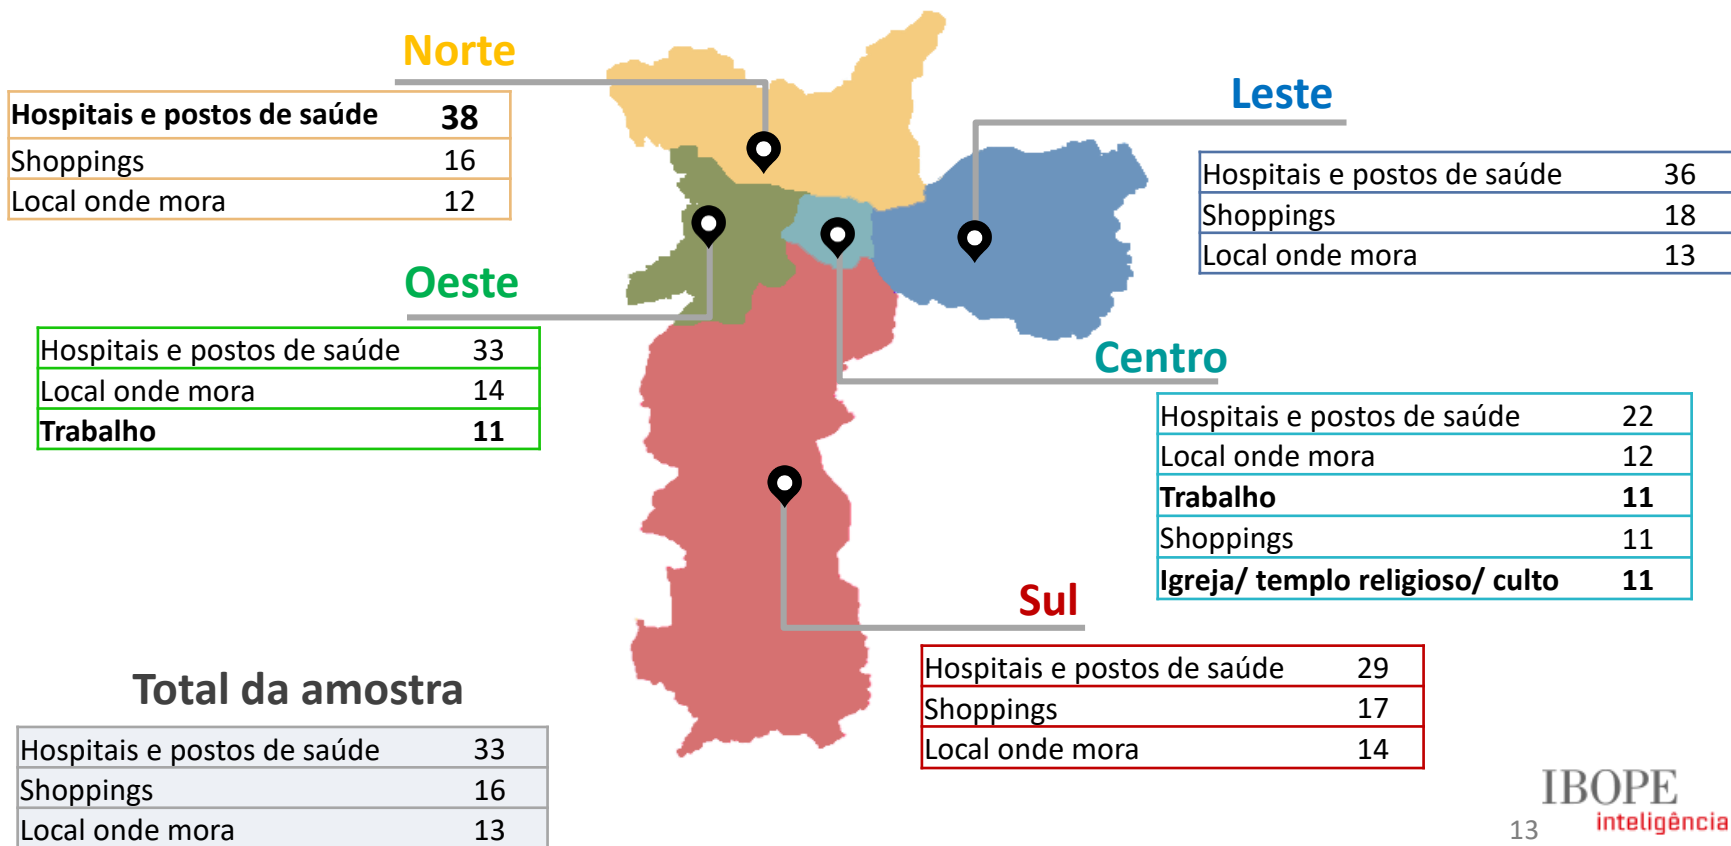 Norte
Hospitais e postos de saúde 38
Shoppings 16
Local onde mora 12
Leste
Hospitais e postos de saúde 36
Shoppings 18
Local onde mora 13
Oeste
Hospitais e postos de saúde 33
Local onde mora 14
Trabalho 11
Centro
Hospitais e postos de saúde 22
Local onde mora 12
Trabalho 11
Shoppings 11
Igreja/ templo religioso/ culto 11
Sul
Hospitais e postos de saúde 29
Shoppings 17
Local onde mora 14
Total da amostra
Hospitais e postos de saúde 33
Shoppings 16
Local onde mora 13
13
IBOPE
inteligência